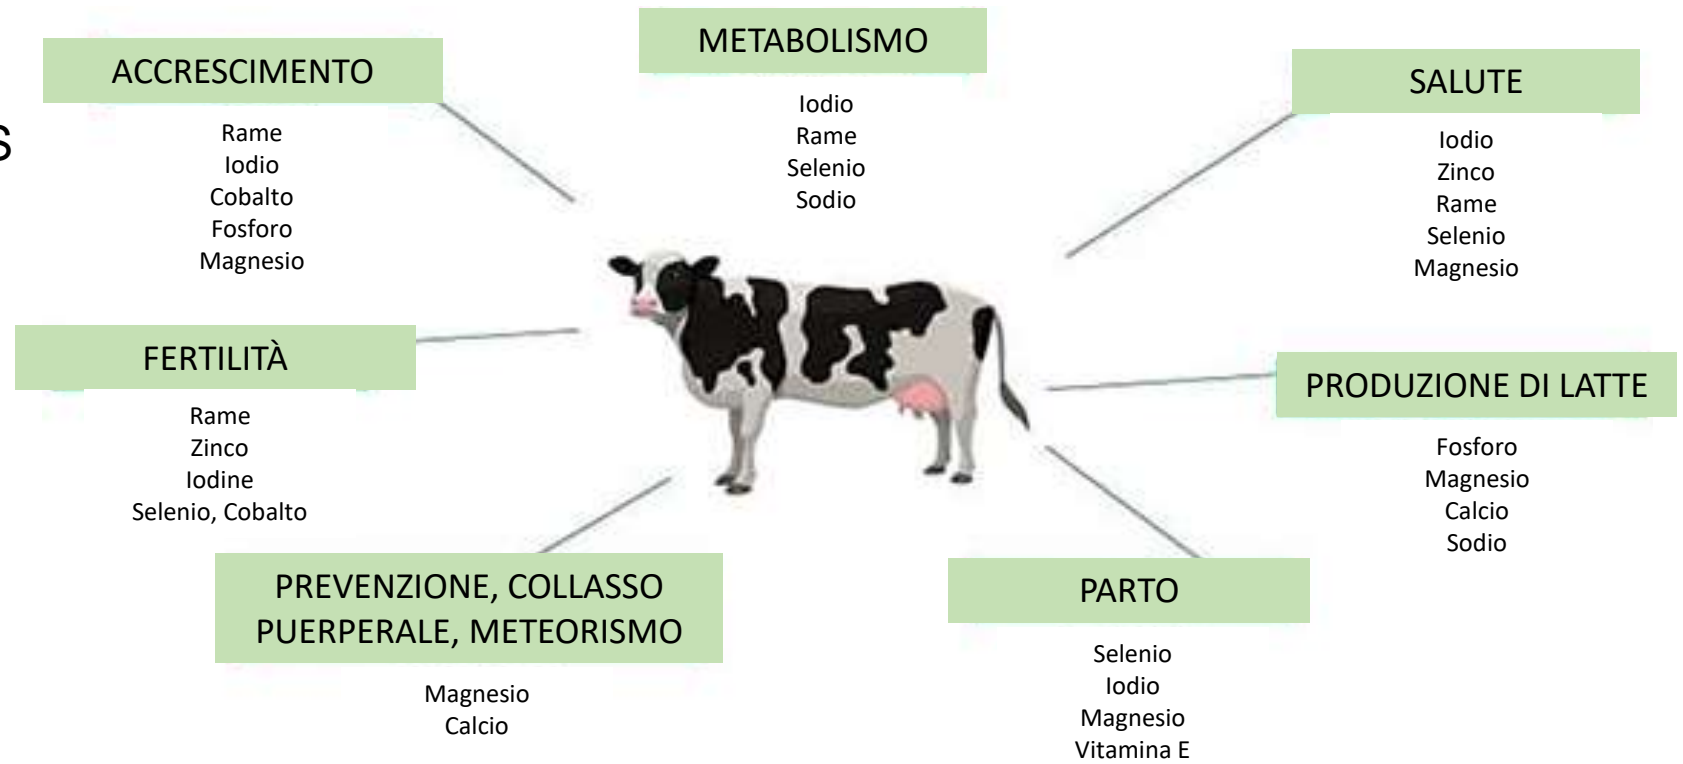 METABOLISMO
Iodio
Rame
Selenio
Sodio
ACCRESCIMENTO
Rame
Iodio
Cobalto
Fosforo
Magnesio
SALUTE
Iodio
Zinco
Rame
Selenio
Magnesio
s
FERTILITÀ
Rame
Zinco
Iodine
Selenio, Cobalto
PRODUZIONE DI LATTE
Fosforo
Magnesio
Calcio
Sodio
PREVENZIONE, COLLASSO
PUERPERALE, METEORISMO
Magnesio
Calcio
PARTO
Selenio
Iodio
Magnesio
Vitamina E